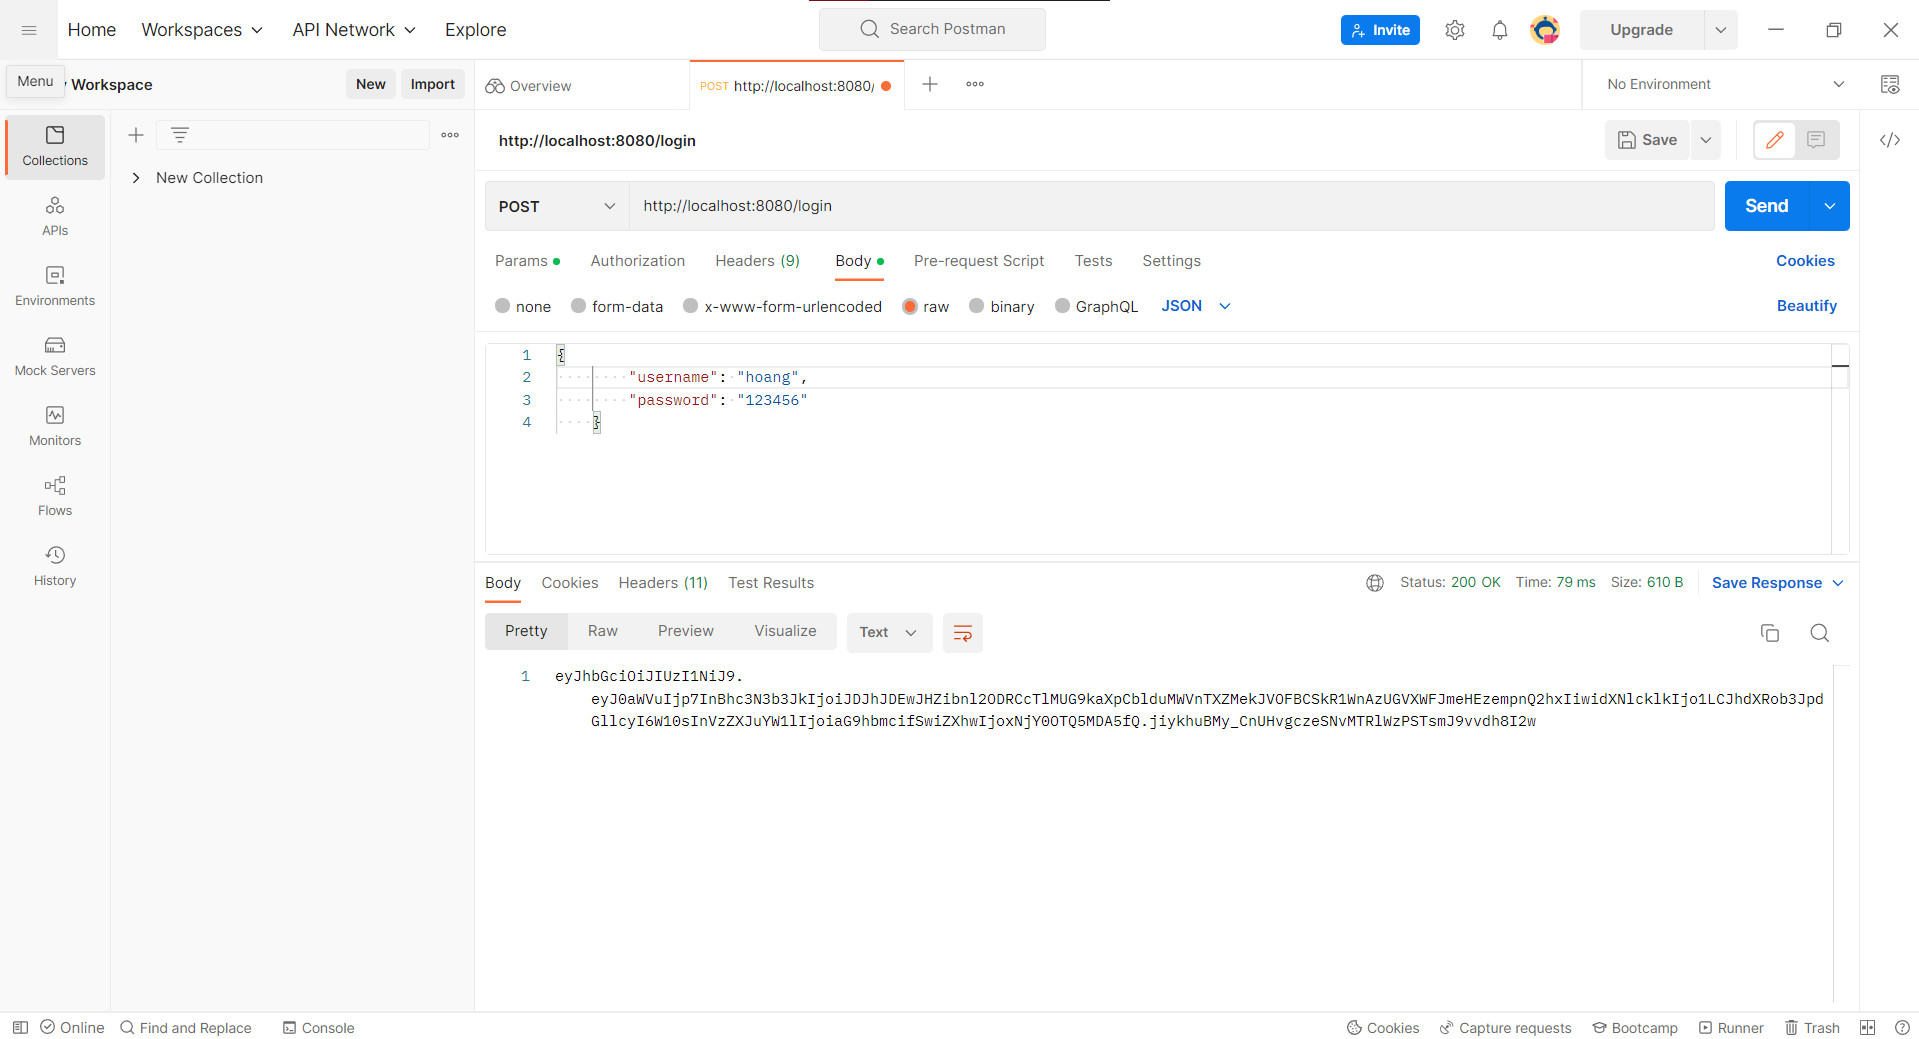 Home
Workspaces
API Network
Explore
Search Postman
Invite
Upgrade
Menu
Workspace
New
Import
Overview
POST http://localhost:8080/
No Environment
Collections
New Collection
http://localhost:8080/login
Save
APIs
POST
http://localhost:8080/login
Send
Params
Authorization
Headers (9)
Body
Pre-request Script
Tests
Settings
Cookies
Environments
none
form-data
x-www-form-urlencoded
raw
binary
GraphQL
JSON
Beautify
Mock Servers
1 {
2 "username": "hoang",
3 "password": "123456"
4 }
Monitors
Flows
History
Body
Cookies
Headers (11)
Test Results
Status: 200 OK
Time: 79 ms
Size: 610 B
Save Response
Pretty
Raw
Preview
Visualize
Text
1 eyJhbGciOiJIUzI1NiJ9.
eyJ0aWVuIjp7InBhc3N3b3JkIjoiJDJhJDEwJHZibnl2ODRCcTlMUG9kaXpCblduMWVnTXZMekJVOFBCSkR1WnAzUGVXWFJmeHEzempnQ2hxIiwidXNlcklkIjo1LCJhdXRob3Jpd
GllcyI6W10sInVzZXJuYW1lIjoiaG9hbmcifSwiZXhwIjoxNjY0OTQ5MDA5fQ.jiykhuBMy_CnUHvgczeSNvMTRlWzPSTsmJ9vvdh8I2w
Online
Find and Replace
Console
Cookies
Capture requests
Bootcamp
Runner
Trash